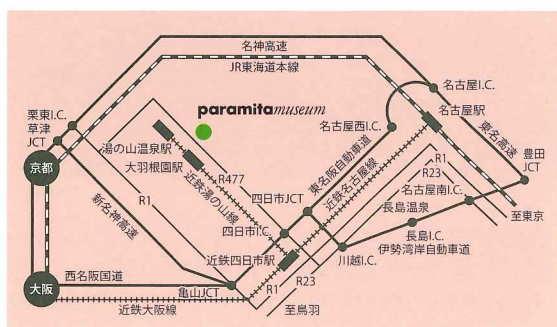 名神高速
JR東海道本線
名古屋I.C.
栗東I.C.
草津
JCT
paramitamuseum
名古屋駅
名古屋西I.C.
東名高速
湯の山温泉駅
大羽根園駅
R477
東名阪自動車道
近鉄名古屋線
R1
R23
豊田
JCT
京都
近鉄湯の山線
四日市JCT
名古屋南I.C.
R1
新名神高速
長島温泉
至東京
四日市I.C.
長島I.C.
近鉄四日市駅
川越I.C.
伊勢湾岸自動車道
大阪
西名阪国道
亀山JCT
R1
R23
近鉄大阪線
至鳥羽